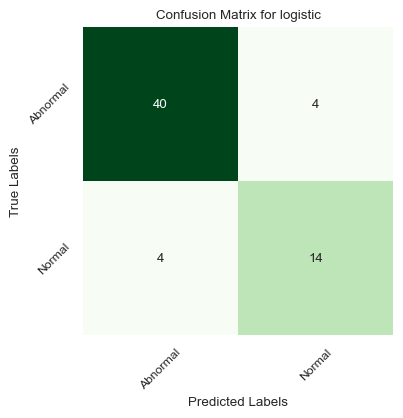 Confusion Matrix for logistic
True Labels
Abnormal
40
4
Normal
4
14
Abnormal
Normal
Predicted Labels